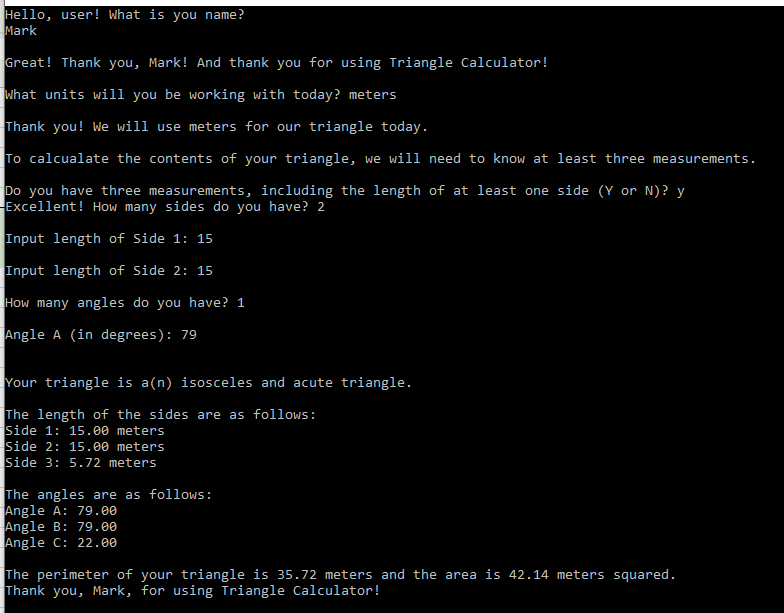 Hello, user! What is you name?
Mark
Great! Thank you, Mark! And thank you for using Triangle Calculator!
What units will you be working with today? meters
Thank you! We will use meters for our triangle today.
To calcualate the contents of your triangle, we will need to know at least three measurements.
Do you have three measurements, including the length of at least one side (Y or N)? y
Excellent! How many sides do you have? 2
Input length of Side 1: 15
Input length of Side 2: 15
How many angles do you have? 1
Angle A (in degrees): 79
Your triangle is a(n) isosceles and acute triangle.
The length of the sides are as follows:
Side 1: 15.00 meters
Side 2: 15.00 meters
Side 3: 5.72 meters
The angles are as follows:
Angle A: 79.00
Angle B: 79.00
Angle C: 22.00
The perimeter of your triangle is 35.72 meters and the area is 42.14 meters squared.
Thank you, Mark, for using Triangle Calculator!